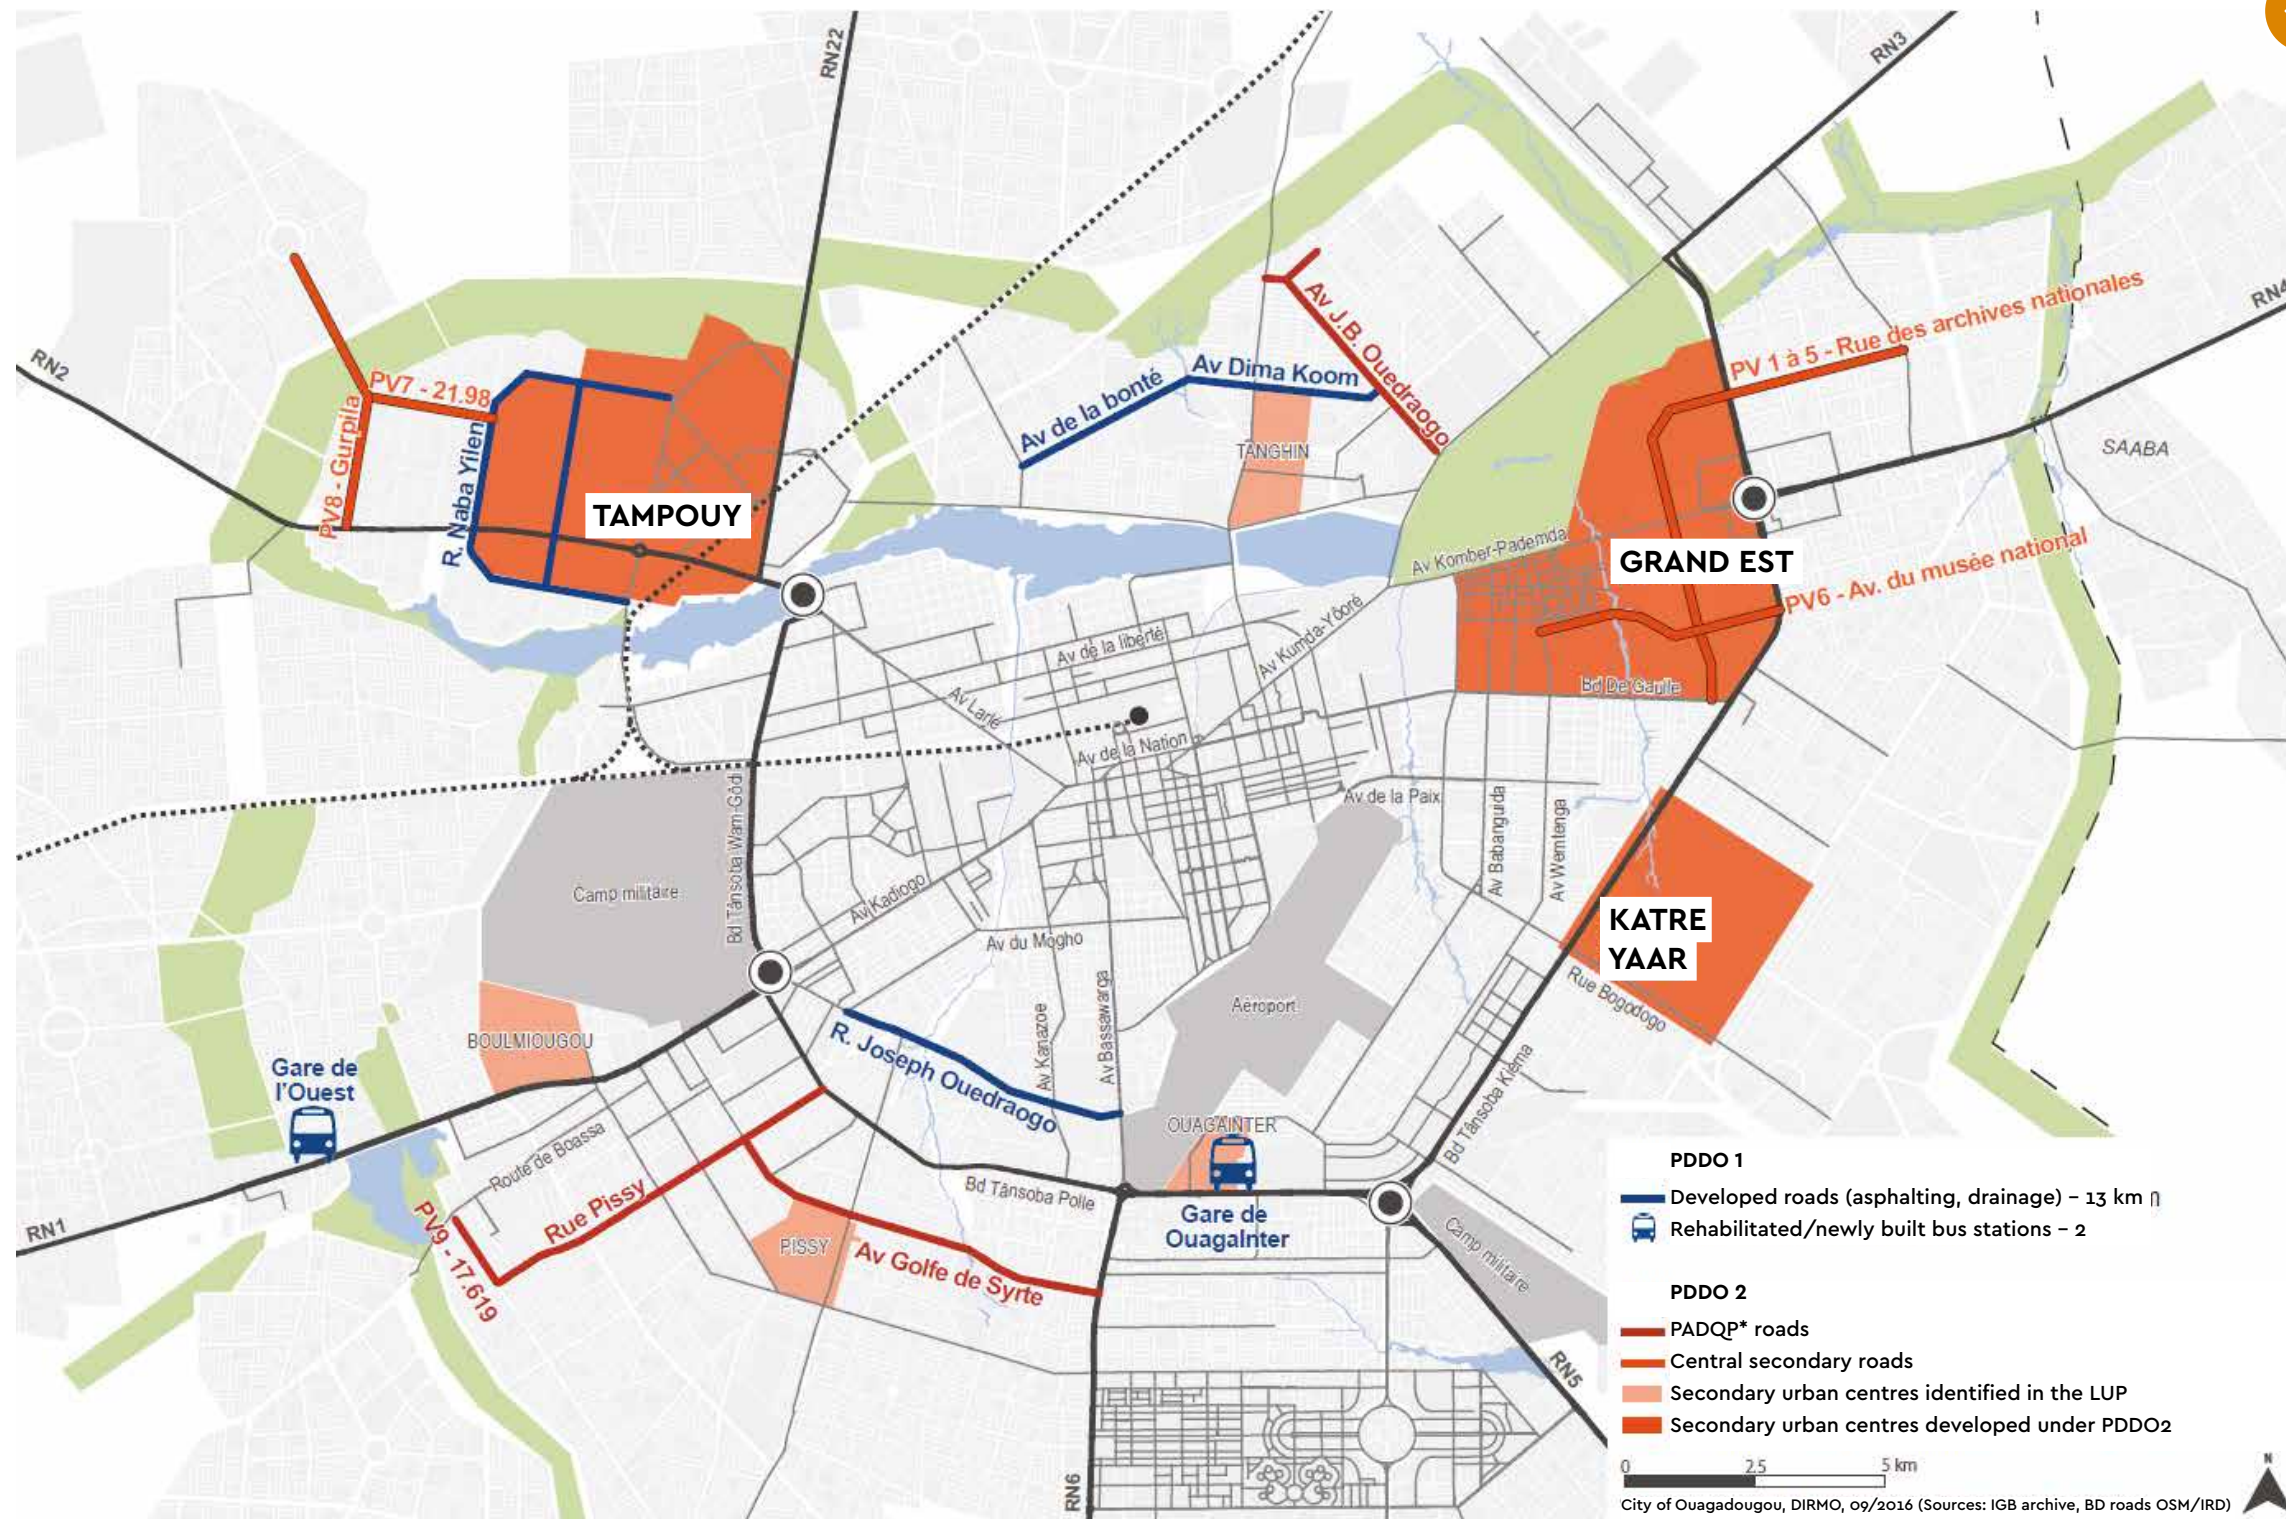 RN22
RN3
RN2
RN4
PV7 - 21.98
PV8 - Gurpila
R. Naba Yilen
TAMPOUY
Av de la bonté
Av Dima Koom
Av J.B. Ouedraogo
TANGHIN
PV 1 à 5 - Rue des archives nationales
SAABA
Av Komber-Pademda
GRAND EST
PV6 - Av. du musée national
Bd De Gaulle
Av de la liberté
Av Kumda-Yôoré
Av Larlé
Av de la Nation
Av de la Paix
Av Babanguida
Av Wemtenga
Bd Tânsoba Wam Gôdi
Camp militaire
Av Kadiogo
Av du Mogho
KATRE
YAAR
Rue Bogodogo
Aéroport
Av Kanazoe
Av Bassawarga
BOULMIOUGOU
R. Joseph Ouedraogo
Gare de
l'Ouest
OUAGAINTER
Bd Tânsoba Kiema
Route de Boassa
Rue Pissy
Bd Tânsoba Polle
Gare de
OuagaInter
RN1
PV9 - 17.619
PISSY
Av Golfe de Syrte
Camp militaire
RN5
RN6
PDDO 1
Developed roads (asphalting, drainage) – 13 km
Rehabilitated/newly built bus stations – 2
PDDO 2
PADQP* roads
Central secondary roads
Secondary urban centres identified in the LUP
Secondary urban centres developed under PDDO2
0 2.5 5 km
N
City of Ouagadougou, DIRMO, 09/2016 (Sources: IGB archive, BD roads OSM/IRD)